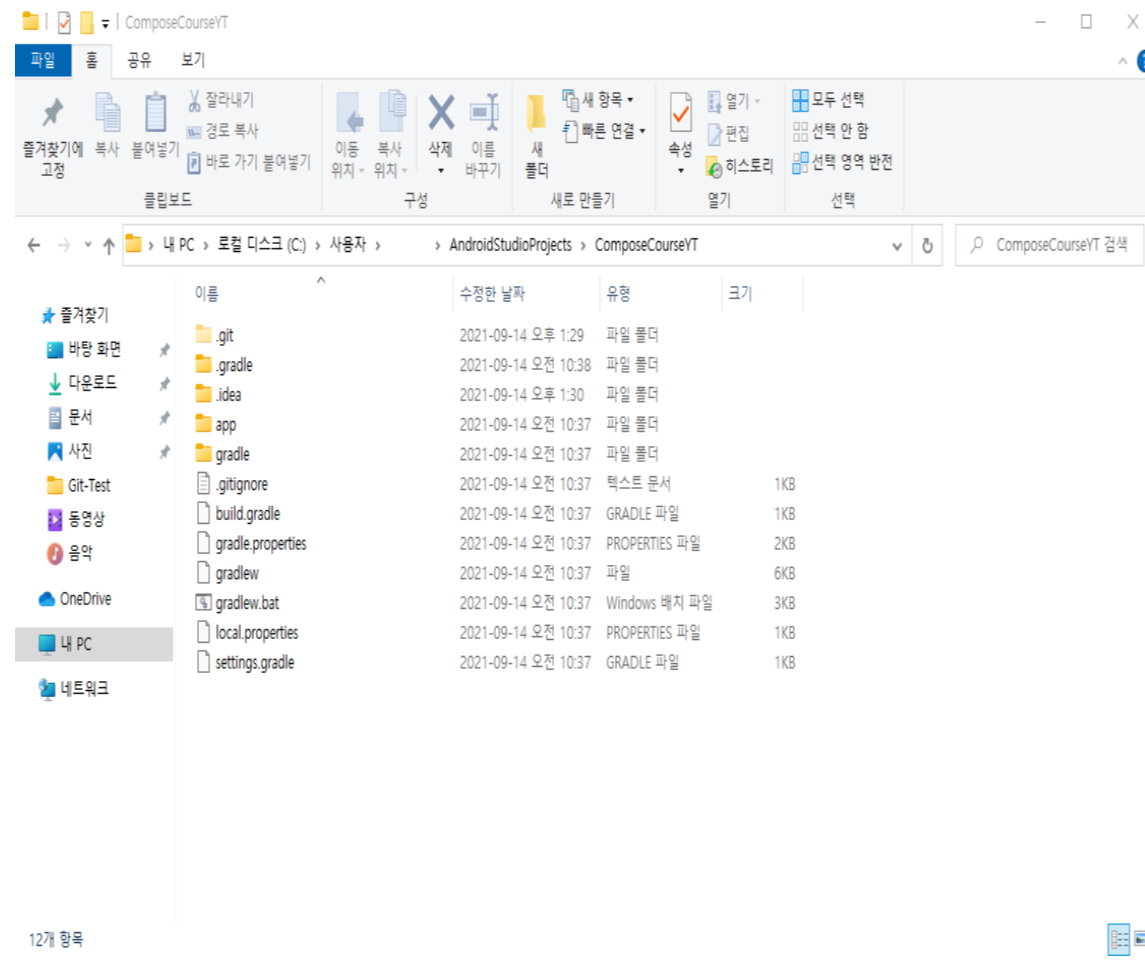 ComposeCourseYT
파일 홈 공유 보기
즐겨찾기에 고정
복사
붙여넣기
잘라내기
경로 복사
바로 가기 붙여넣기
클립보드
이동 위치
복사 위치
삭제
이름 바꾸기
구성
새 폴더
새 항목
빠른 연결
새로 만들기
속성
열기
편집
히스토리
열기
모두 선택
선택 안 함
선택 영역 반전
선택
내 PC › 로컬 디스크 (C:) › 사용자 › › AndroidStudioProjects › ComposeCourseYT
ComposeCourseYT 검색
즐겨찾기
바탕 화면
다운로드
문서
사진
Git-Test
동영상
음악
OneDrive
내 PC
네트워크
이름 수정한 날짜 유형 크기
.git 2021-09-14 오후 1:29 파일 폴더
.gradle 2021-09-14 오전 10:38 파일 폴더
.idea 2021-09-14 오후 1:30 파일 폴더
app 2021-09-14 오전 10:37 파일 폴더
gradle 2021-09-14 오전 10:37 파일 폴더
.gitignore 2021-09-14 오전 10:37 텍스트 문서 1KB
build.gradle 2021-09-14 오전 10:37 GRADLE 파일 1KB
gradle.properties 2021-09-14 오전 10:37 PROPERTIES 파일 2KB
gradlew 2021-09-14 오전 10:37 파일 6KB
gradlew.bat 2021-09-14 오전 10:37 Windows 배치 파일 3KB
local.properties 2021-09-14 오전 10:37 PROPERTIES 파일 1KB
settings.gradle 2021-09-14 오전 10:37 GRADLE 파일 1KB
12개 항목